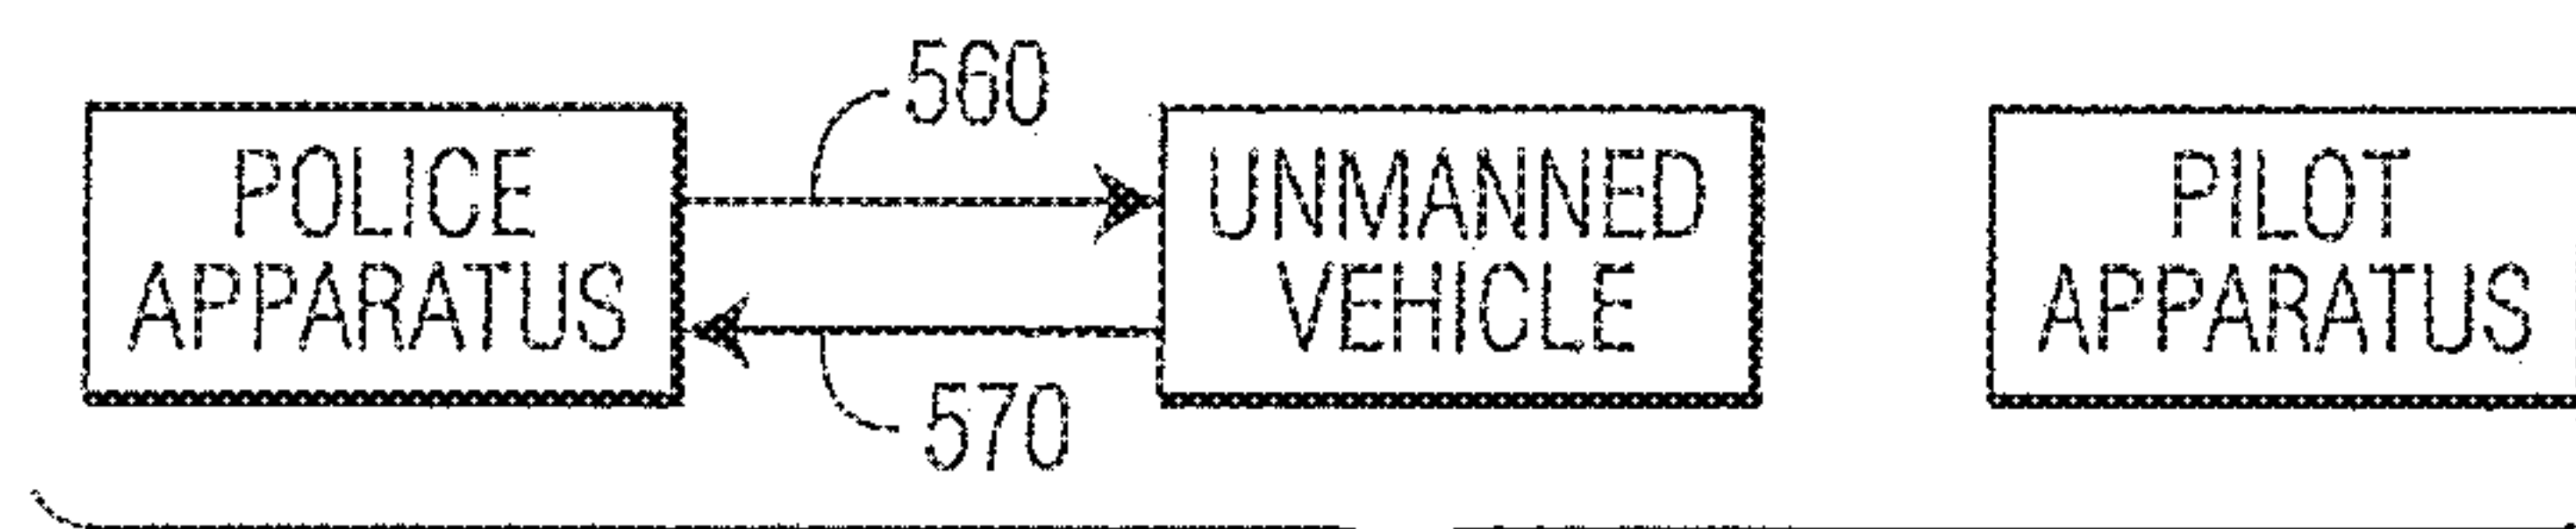 560
POLICE
APPARATUS
UNMANNED
VEHICLE
PILOT
APPARATUS
570